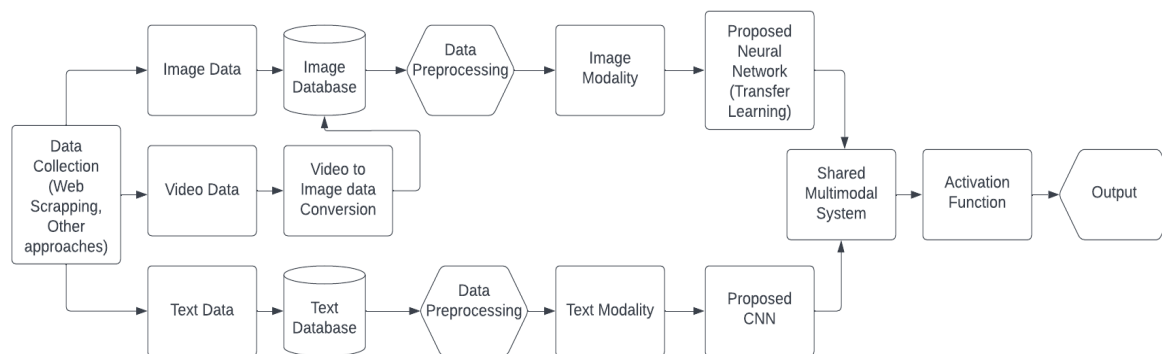 Image Data
Image
Database
Data
Preprocessing
Image
Modality
Proposed
Neural
Network
(Transfer
Learning)
Data
Collection
(Web
Scrapping,
Other
approaches)
Video Data
Video to
Image data
Conversion
Shared
Multimodal
System
Activation
Function
Output
Text Data
Text
Database
Data
Preprocessing
Text Modality
Proposed
CNN